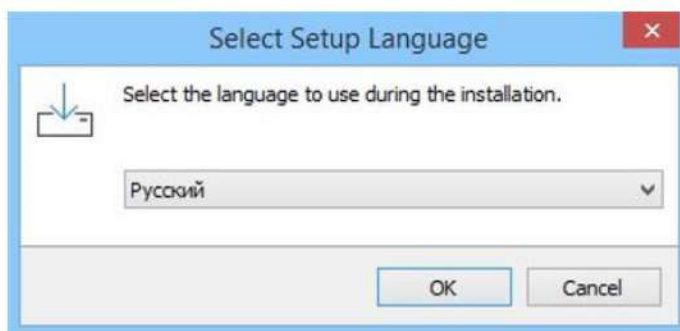 Select Setup Language
Select the language to use during the installation.
Русский
OK
Cancel